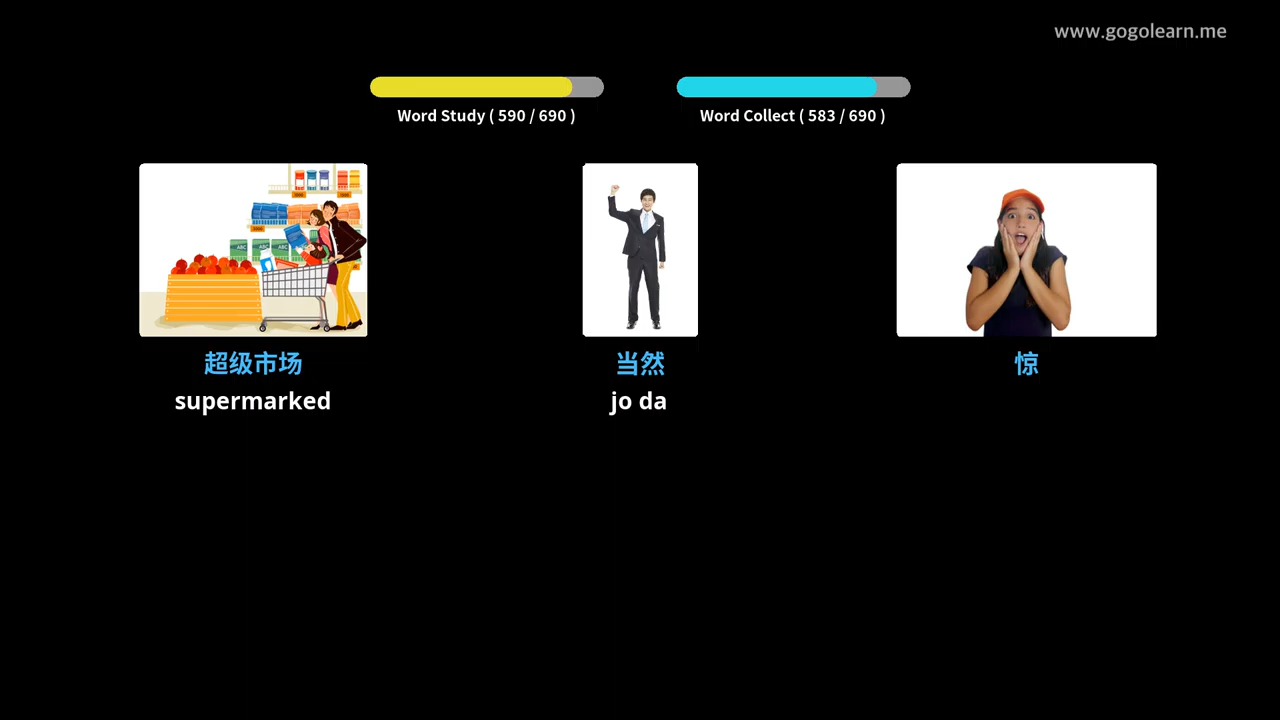 www.gogolearn.me
Word Study ( 590 / 690 )
Word Collect ( 583 / 690 )
超级市场
当然
惊
supermarked
jo da